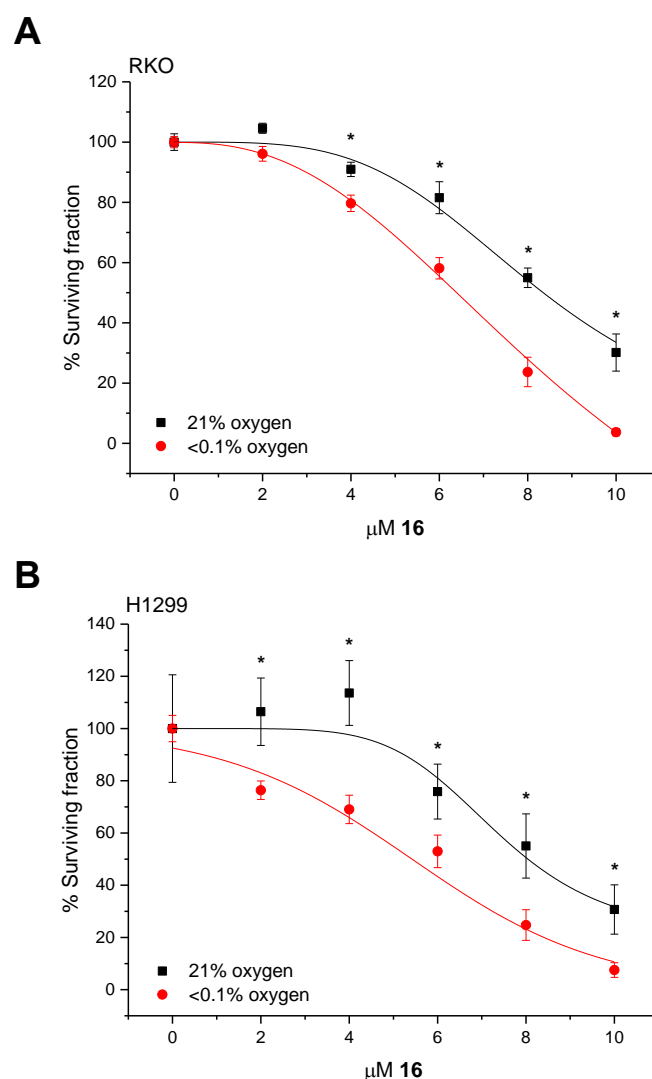 A
RKO
120
*
100
*
80
*
60
*
40
20
21% oxygen
0
<0.1% oxygen
0 2 4 6 8 10
% Surviving fraction
μM 16
B
H1299
140
*
120
*
100
*
80
*
60
*
40
20
21% oxygen
0
<0.1% oxygen
0 2 4 6 8 10
% Surviving fraction
μM 16